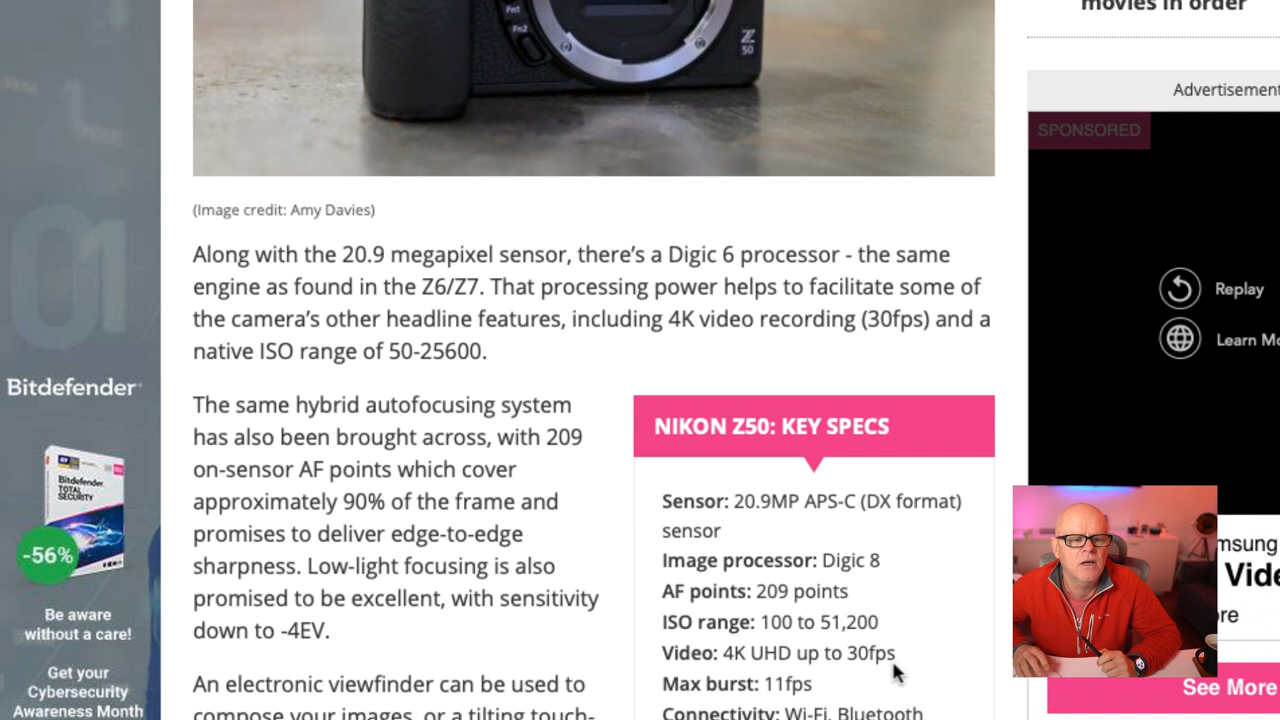 movies in order
Fn1
Fn2
Z
50
Advertisement
SPONSORED
(Image credit: Amy Davies)
Along with the 20.9 megapixel sensor, there’s a Digic 6 processor - the same
engine as found in the Z6/Z7. That processing power helps to facilitate some of
the camera’s other headline features, including 4K video recording (30fps) and a
native ISO range of 50-25600.
Replay
Learn Mo
01
Bitdefender
Bitdefender
TOTAL
SECURITY
-56%
Be aware
without a care!
Get your
Cybersecurity
Awareness Month
The same hybrid autofocusing system
has also been brought across, with 209
on-sensor AF points which cover
approximately 90% of the frame and
promises to deliver edge-to-edge
sharpness. Low-light focusing is also
promised to be excellent, with sensitivity
down to -4EV.
An electronic viewfinder can be used to
compose your images, or a tilting touch-
NIKON Z50: KEY SPECS
Sensor: 20.9MP APS-C (DX format)
sensor
Image processor: Digic 8
AF points: 209 points
ISO range: 100 to 51,200
Video: 4K UHD up to 30fps
Max burst: 11fps
Connectivity: Wi-Fi, Bluetooth
msung
Vide
ore
See More